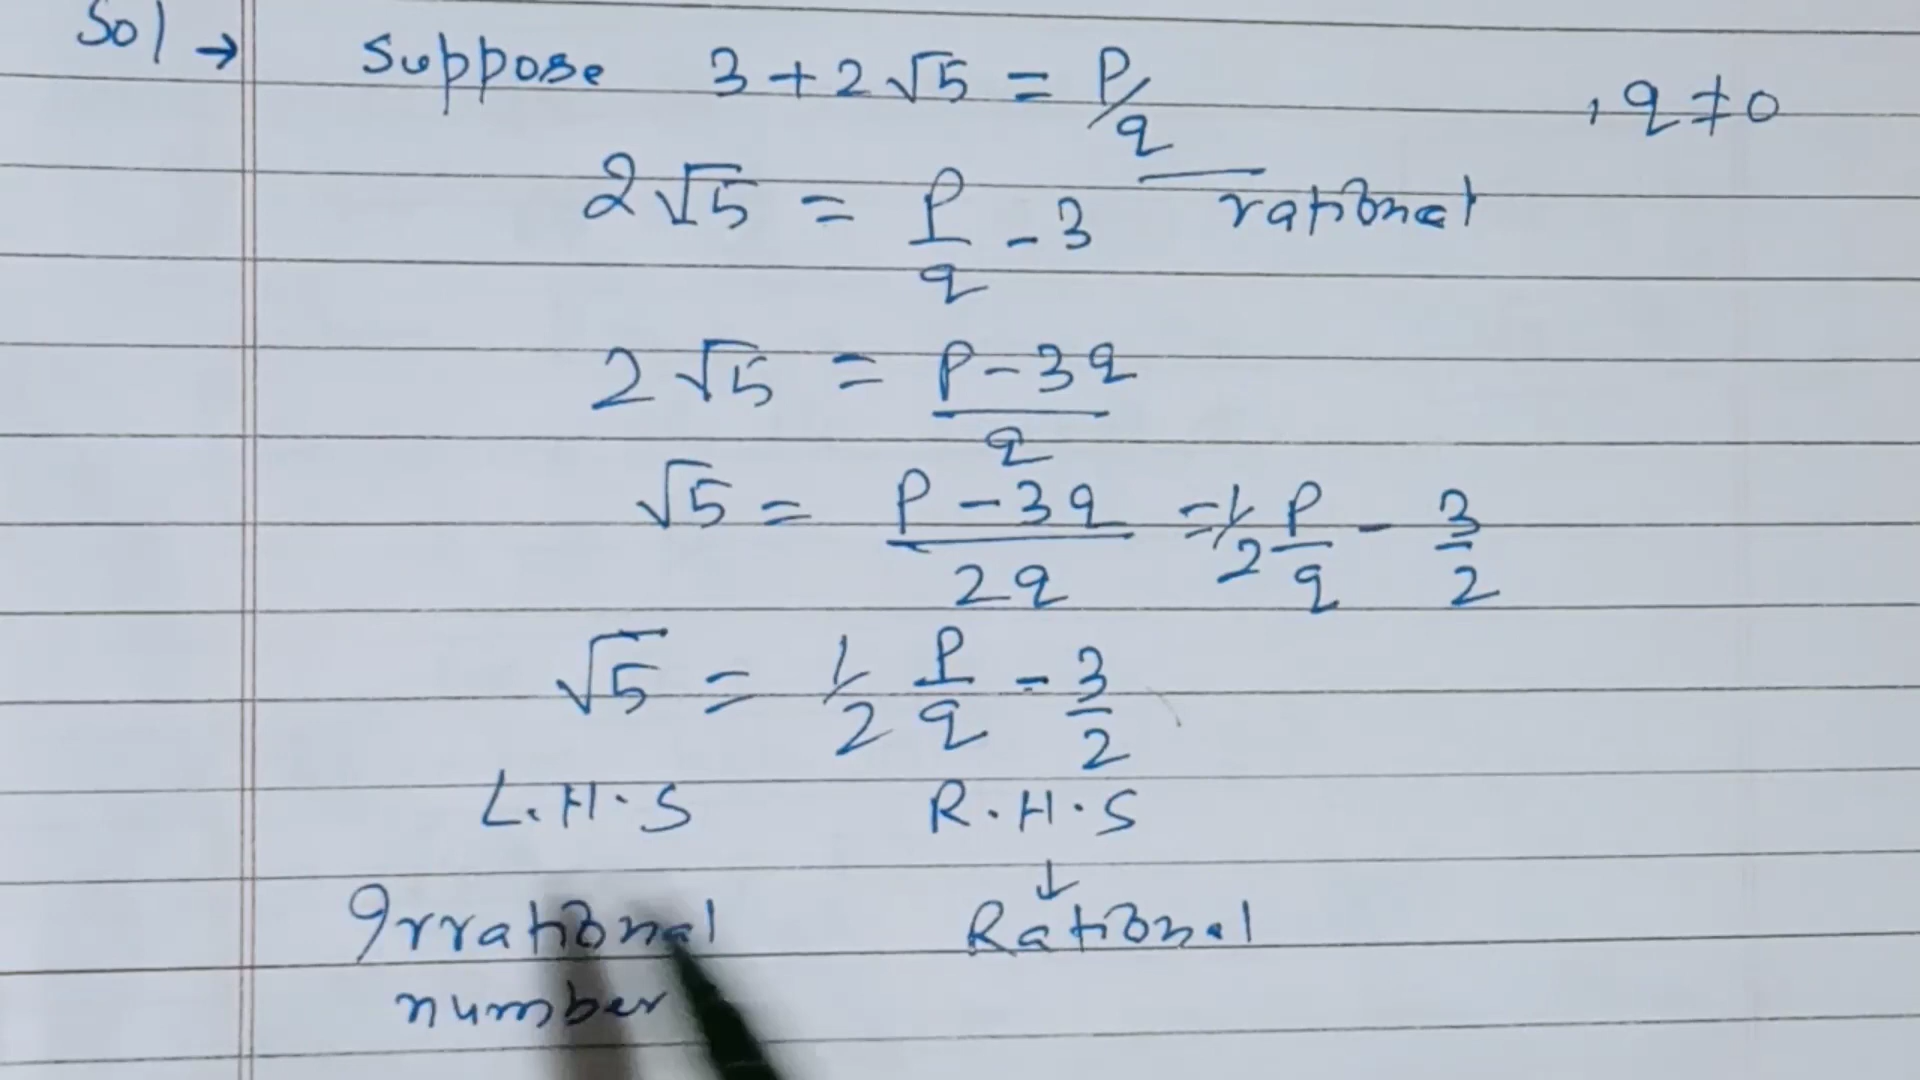 Sol → Suppose 3 + 2√5 = P/q , q ≠ 0
2√5 = P/q - 3 rational
2√5 = P-3q/q
√5 = P-3q/2q = 1/2 P/q - 3/2
√5 = 1/2 P/q - 3/2
L.H.S R.H.S
↓
Irrational Rational
number